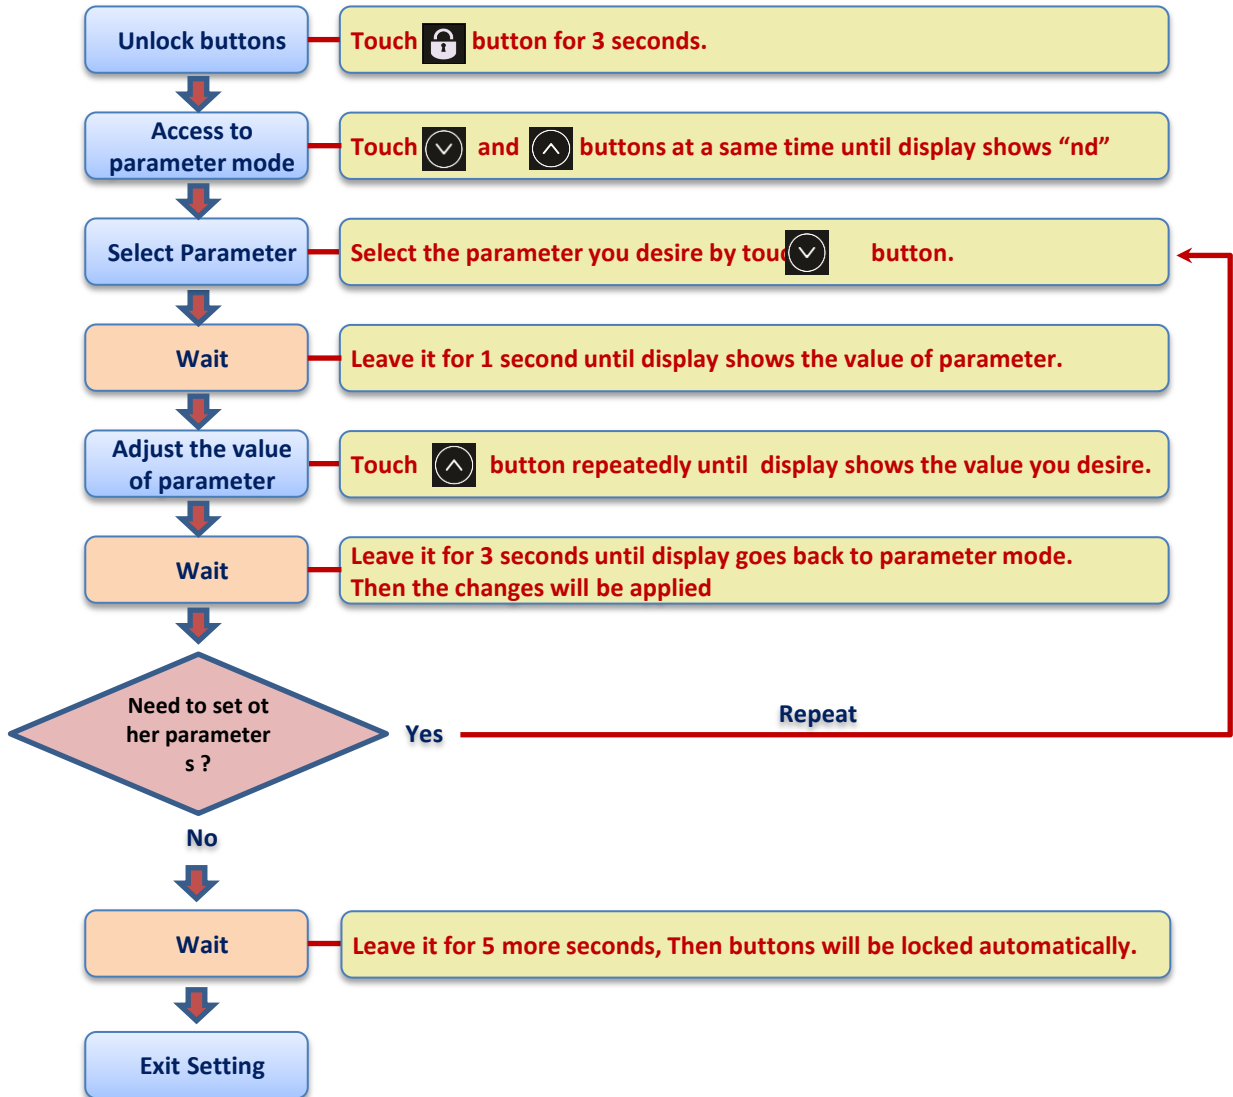 Unlock buttons
Touch button for 3 seconds.
Access to
parameter mode
Touch and buttons at a same time until display shows “nd”
Select Parameter
Select the parameter you desire by touc button.
Wait
Leave it for 1 second until display shows the value of parameter.
Adjust the value
of parameter
Touch button repeatedly until display shows the value you desire.
Wait
Leave it for 3 seconds until display goes back to parameter mode.
Then the changes will be applied
Need to set ot
her parameter
s ?
Yes
Repeat
No
Wait
Leave it for 5 more seconds, Then buttons will be locked automatically.
Exit Setting